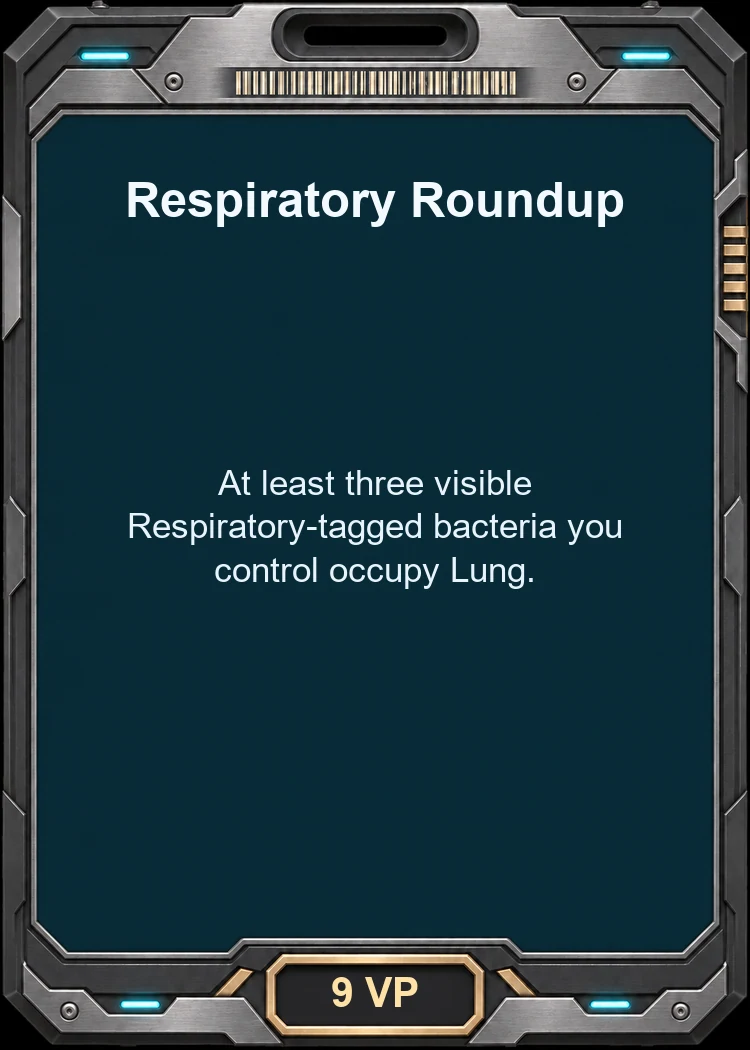 Respiratory Roundup
At least three visible
Respiratory-tagged bacteria you
control occupy Lung.
9 VP